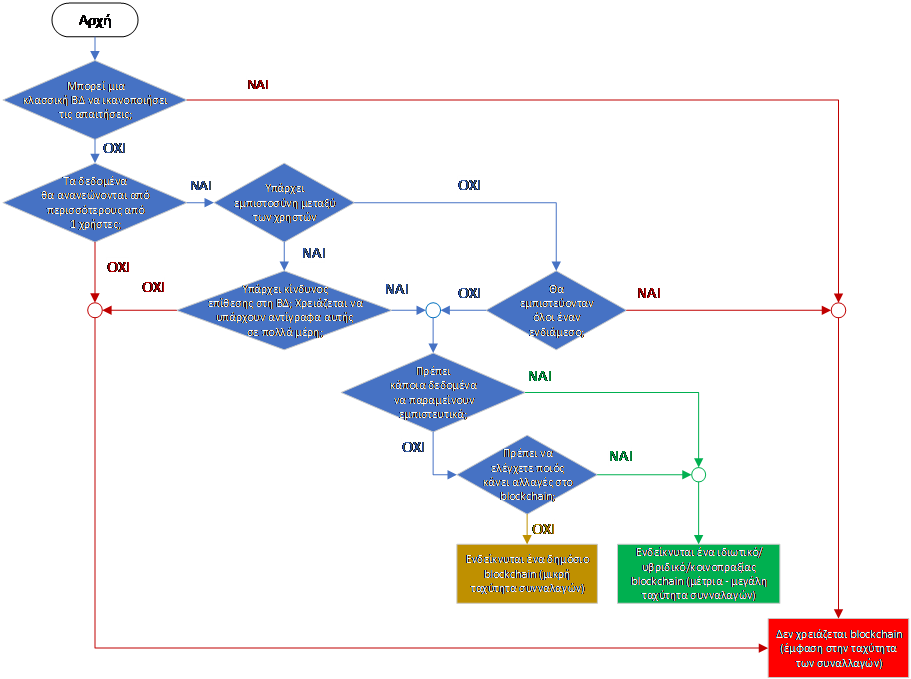 Αρχή
Μπορεί μια
κλασσική ΒΔ να ικανοποιήσει
τις απαιτήσεις;
ΝΑΙ
ΟΧΙ
Τα δεδομένα
θα ανανεώνονται από
περισσότερους από
1 χρήστες;
ΝΑΙ
Υπάρχει
εμπιστοσύνη μεταξύ
των χρηστών
ΟΧΙ
ΟΧΙ
ΝΑΙ
ΟΧΙ
Υπάρχει κίνδυνος
επίθεσης στη ΒΔ; Χρειάζεται να
υπάρχουν αντίγραφα αυτής
σε πολλά μέρη;
ΝΑΙ
ΟΧΙ
Θα
εμπιστεύονταν
όλοι έναν
ενδιάμεσο;
ΝΑΙ
Πρέπει
κάποια δεδομένα
να παραμείνουν
εμπιστευτικά;
ΝΑΙ
ΟΧΙ
Πρέπει να
ελέγχετε ποιός
κάνει αλλαγές στο
blockchain;
ΝΑΙ
ΟΧΙ
Ενδείκνυται ένα δημόσιο
blockchain (μικρή
ταχύτητα συνναλαγών)
Ενδείκνυται ένα ιδιωτικό/
υβριδικό/κοινοπραξίας
blockchain (μέτρια - μεγάλη
ταχύτητα συνναλαγών)
Δεν χρειάζεται blockchain
(έμφαση στην ταχύτητα
των συναλλαγών)